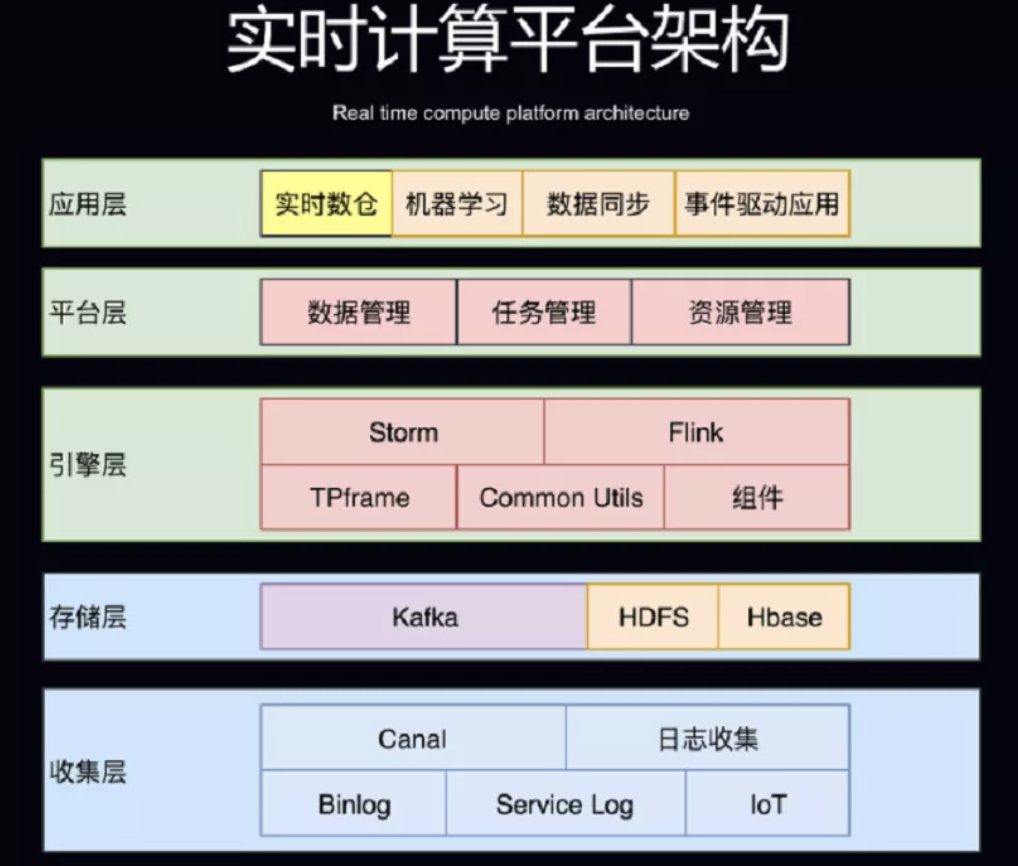 实时计算平台架构
Real time compute platform architecture
应用层
实时数仓 机器学习 数据同步 事件驱动应用
平台层
数据管理 任务管理 资源管理
引擎层
Storm Flink
TPframe Common Utils 组件
存储层
Kafka HDFS Hbase
收集层
Canal 日志收集
Binlog Service Log IoT